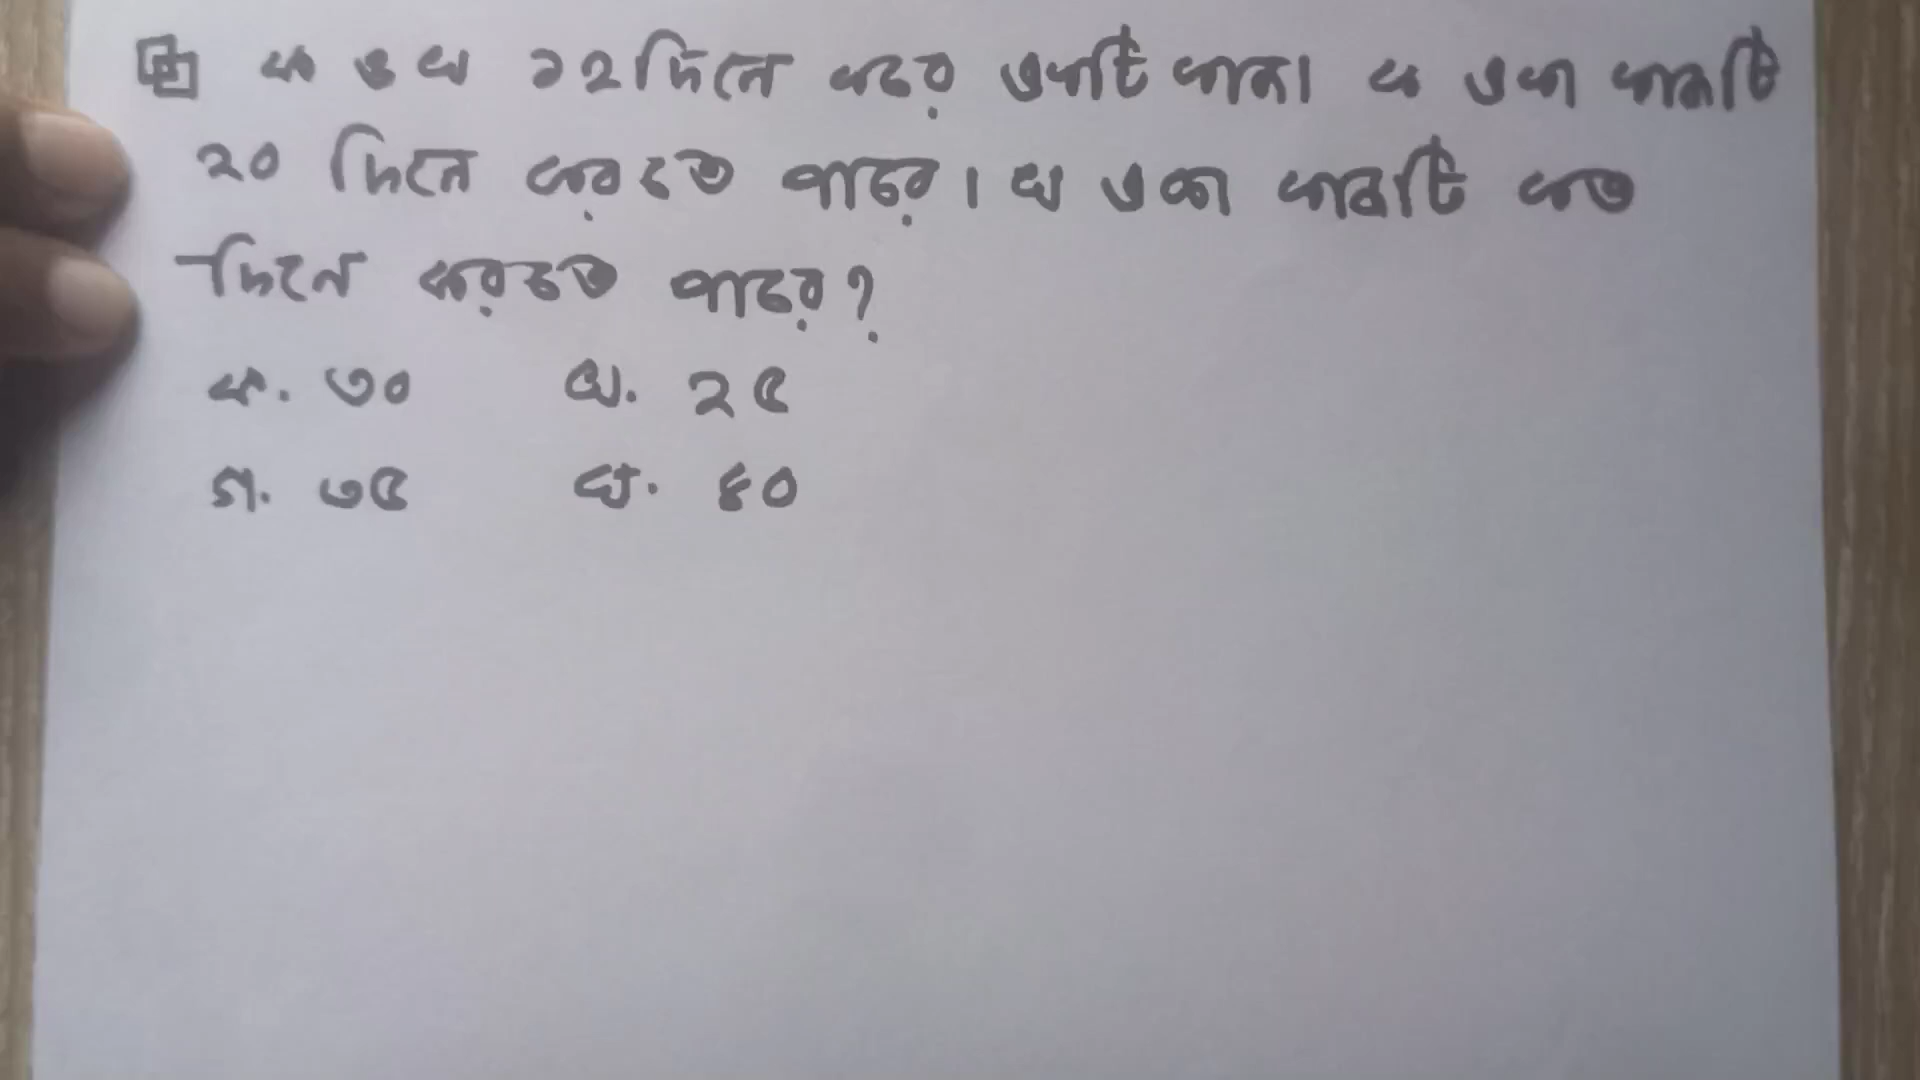 ক ও খ ১২ দিনে করে একটি কাজ। ক একা কাজটি
২০ দিনে করতে পারে। খ একা কাজটি কত
দিনে করতে পারে?
ক. ৩০ খ. ২৫
গ. ৩৫ ঘ. ৪০